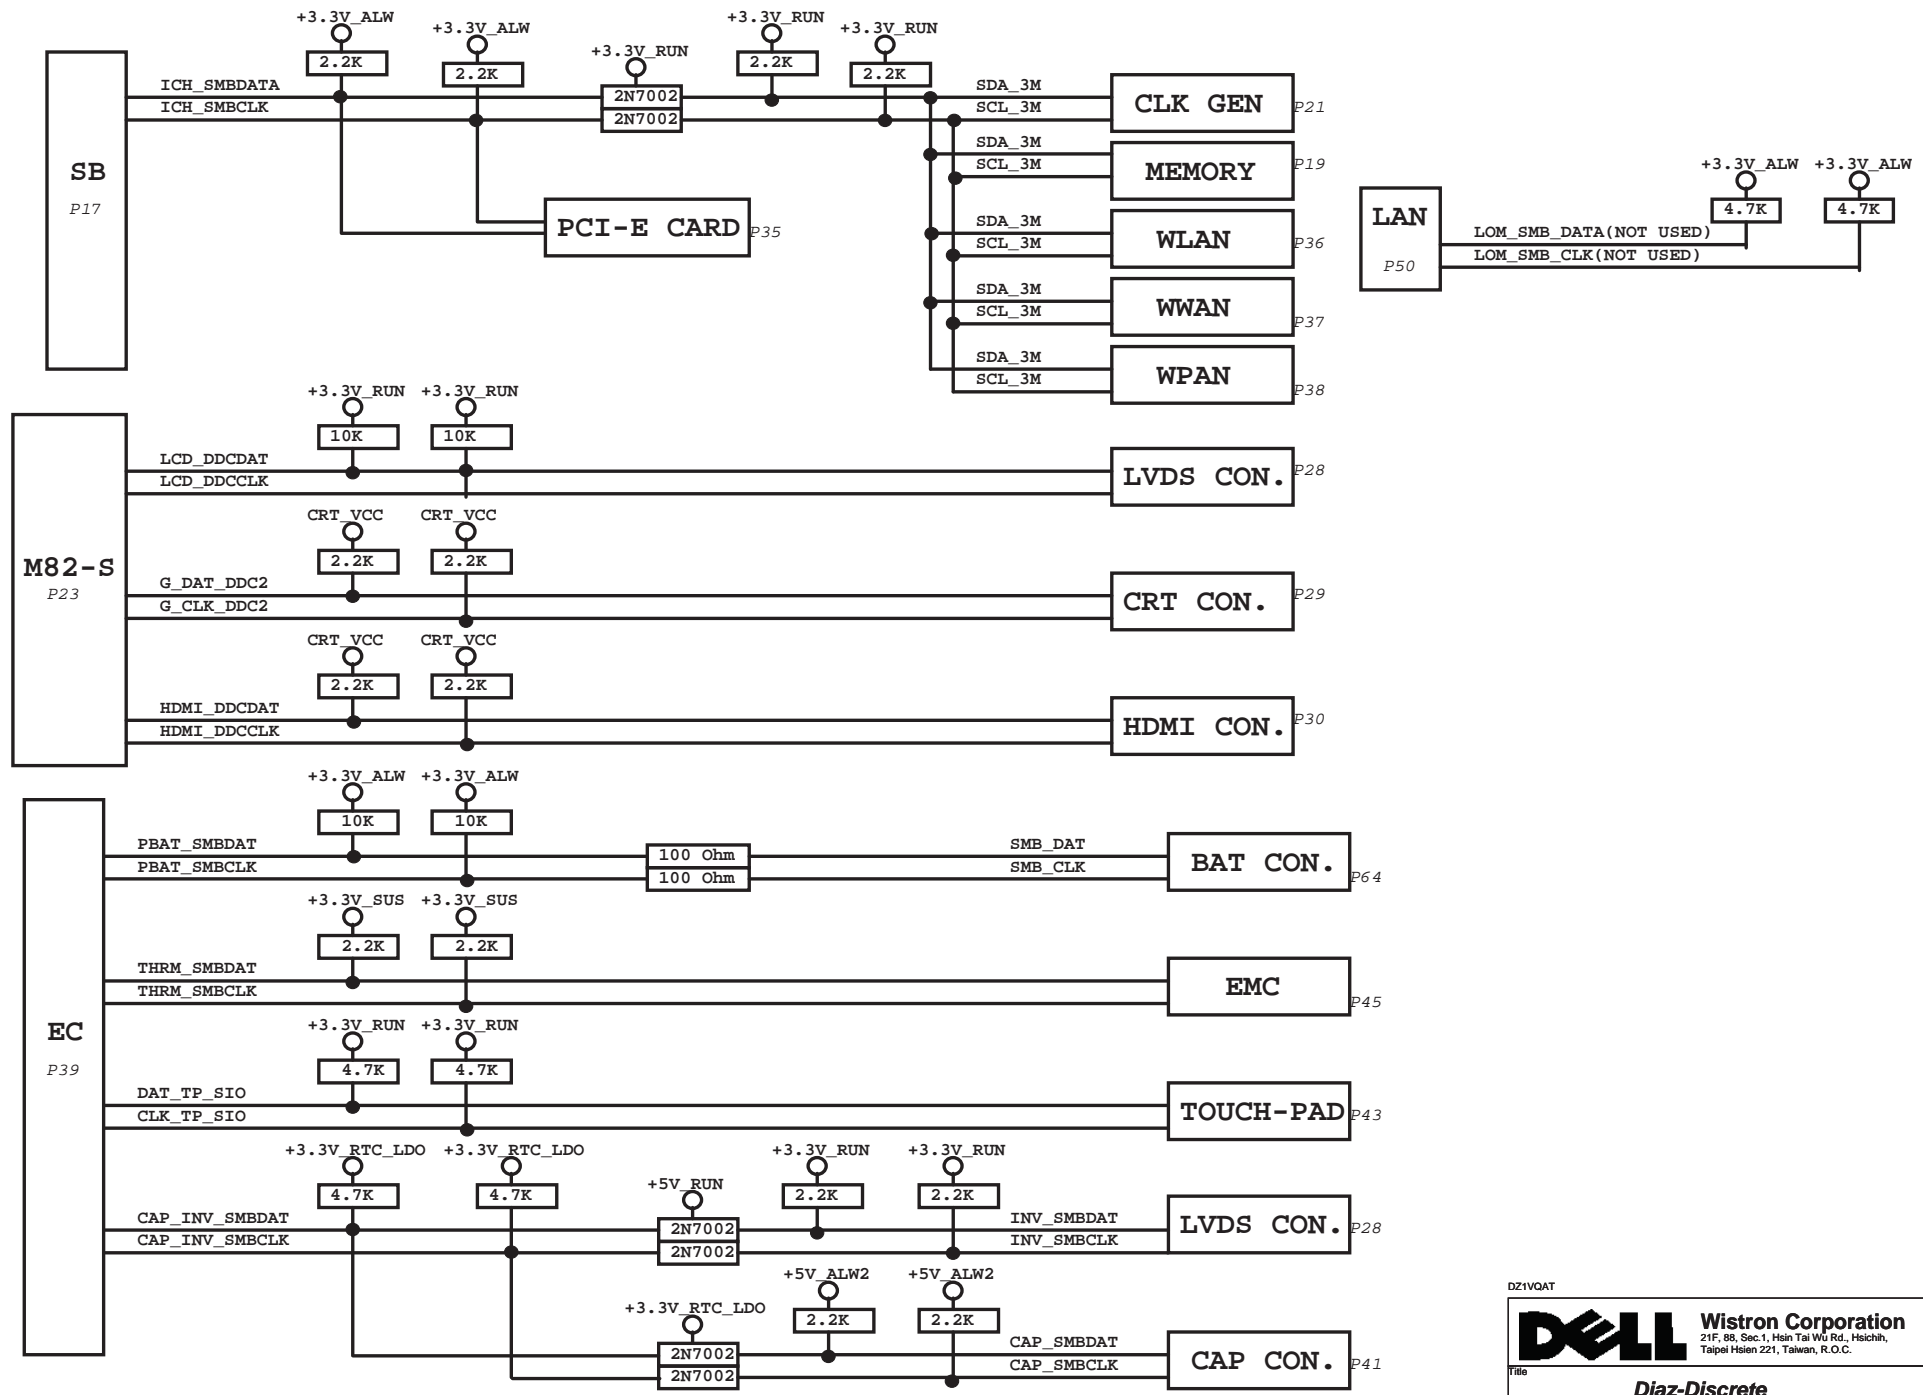 +3.3V_ALW
+3.3V_ALW
+3.3V_RUN
+3.3V_RUN
+3.3V_RUN
2.2K
2.2K
2.2K
2.2K
ICH_SMBDATA
ICH_SMBCLK
2N7002
2N7002
SDA_3M
SCL_3M
CLK GEN
P21
SB
P17
SDA_3M
SCL_3M
MEMORY
P19
PCI-E CARD
P35
SDA_3M
SCL_3M
WLAN
P36
SDA_3M
SCL_3M
WWAN
P37
SDA_3M
SCL_3M
WPAN
P38
+3.3V_ALW
+3.3V_ALW
4.7K
4.7K
LAN
P50
LOM_SMB_DATA(NOT USED)
LOM_SMB_CLK(NOT USED)
+3.3V_RUN
+3.3V_RUN
10K
10K
LCD_DDCDAT
LCD_DDCCLK
LVDS CON.
P28
CRT_VCC
CRT_VCC
2.2K
2.2K
M82-S
P23
G_DAT_DDC2
G_CLK_DDC2
CRT CON.
P29
CRT_VCC
CRT_VCC
2.2K
2.2K
HDMI_DDCDAT
HDMI_DDCCLK
HDMI CON.
P30
+3.3V_ALW
+3.3V_ALW
10K
10K
PBAT_SMBDAT
PBAT_SMBCLK
100 Ohm
100 Ohm
SMB_DAT
SMB_CLK
BAT CON.
P64
+3.3V_SUS
+3.3V_SUS
2.2K
2.2K
THRM_SMBDAT
THRM_SMBCLK
EMC
P45
EC
P39
+3.3V_RUN
+3.3V_RUN
4.7K
4.7K
DAT_TP_SIO
CLK_TP_SIO
TOUCH-PAD
P43
+3.3V_RTC_LDO
+3.3V_RTC_LDO
+3.3V_RUN
+3.3V_RUN
4.7K
4.7K
+5V_RUN
2.2K
2.2K
CAP_INV_SMBDAT
CAP_INV_SMBCLK
2N7002
2N7002
INV_SMBDAT
INV_SMBCLK
LVDS CON.
P28
+5V_ALW2
+5V_ALW2
+3.3V_RTC_LDO
2.2K
2.2K
2N7002
2N7002
CAP_SMBDAT
CAP_SMBCLK
CAP CON.
P41
DZ1VQAT
DELL
Wistron Corporation
21F, 88, Sec.1, Hsin Tai Wu Rd., Hsichih,
Taipei Hsien 221, Taiwan, R.O.C.
Title
Diaz-Discrete